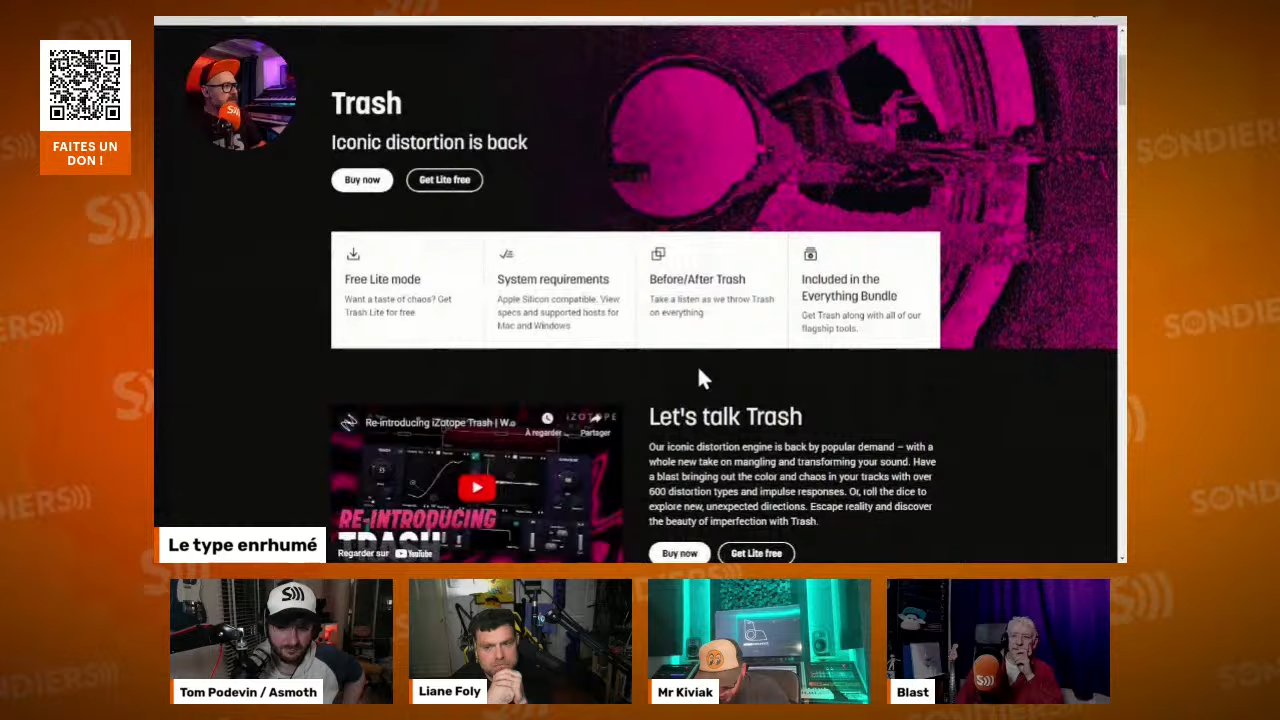 FAITES UN
DON !
Trash
Iconic distortion is back
Buy now
Get Lite free
Free Lite mode
Want a taste of chaos? Get
Trash Lite for free
System requirements
Apple Silicon compatible. View
specs and supported hosts for
Mac and Windows
Before/After Trash
Take a listen as we throw Trash
on everything
Included in the
Everything Bundle
Get Trash along with all of our
flagship tools.
Re-introducing iZotope Trash | W...
iZOTOPE
À regarder ...
Partager
RE-INTRODUCING
TRASH
Regarder sur YouTube
Let's talk Trash
Our iconic distortion engine is back by popular demand – with a
whole new take on mangling and transforming your sound. Have
a blast bringing out the color and chaos in your tracks with over
600 distortion types and impulse responses. Or, roll the dice to
explore new, unexpected directions. Escape reality and discover
the beauty of imperfection with Trash.
Buy now
Get Lite free
Le type enrhumé
Tom Podevin / Asmoth
Liane Foly
Mr Kiviak
Blast
SONDIERS
SONDIERS
SONDIERS